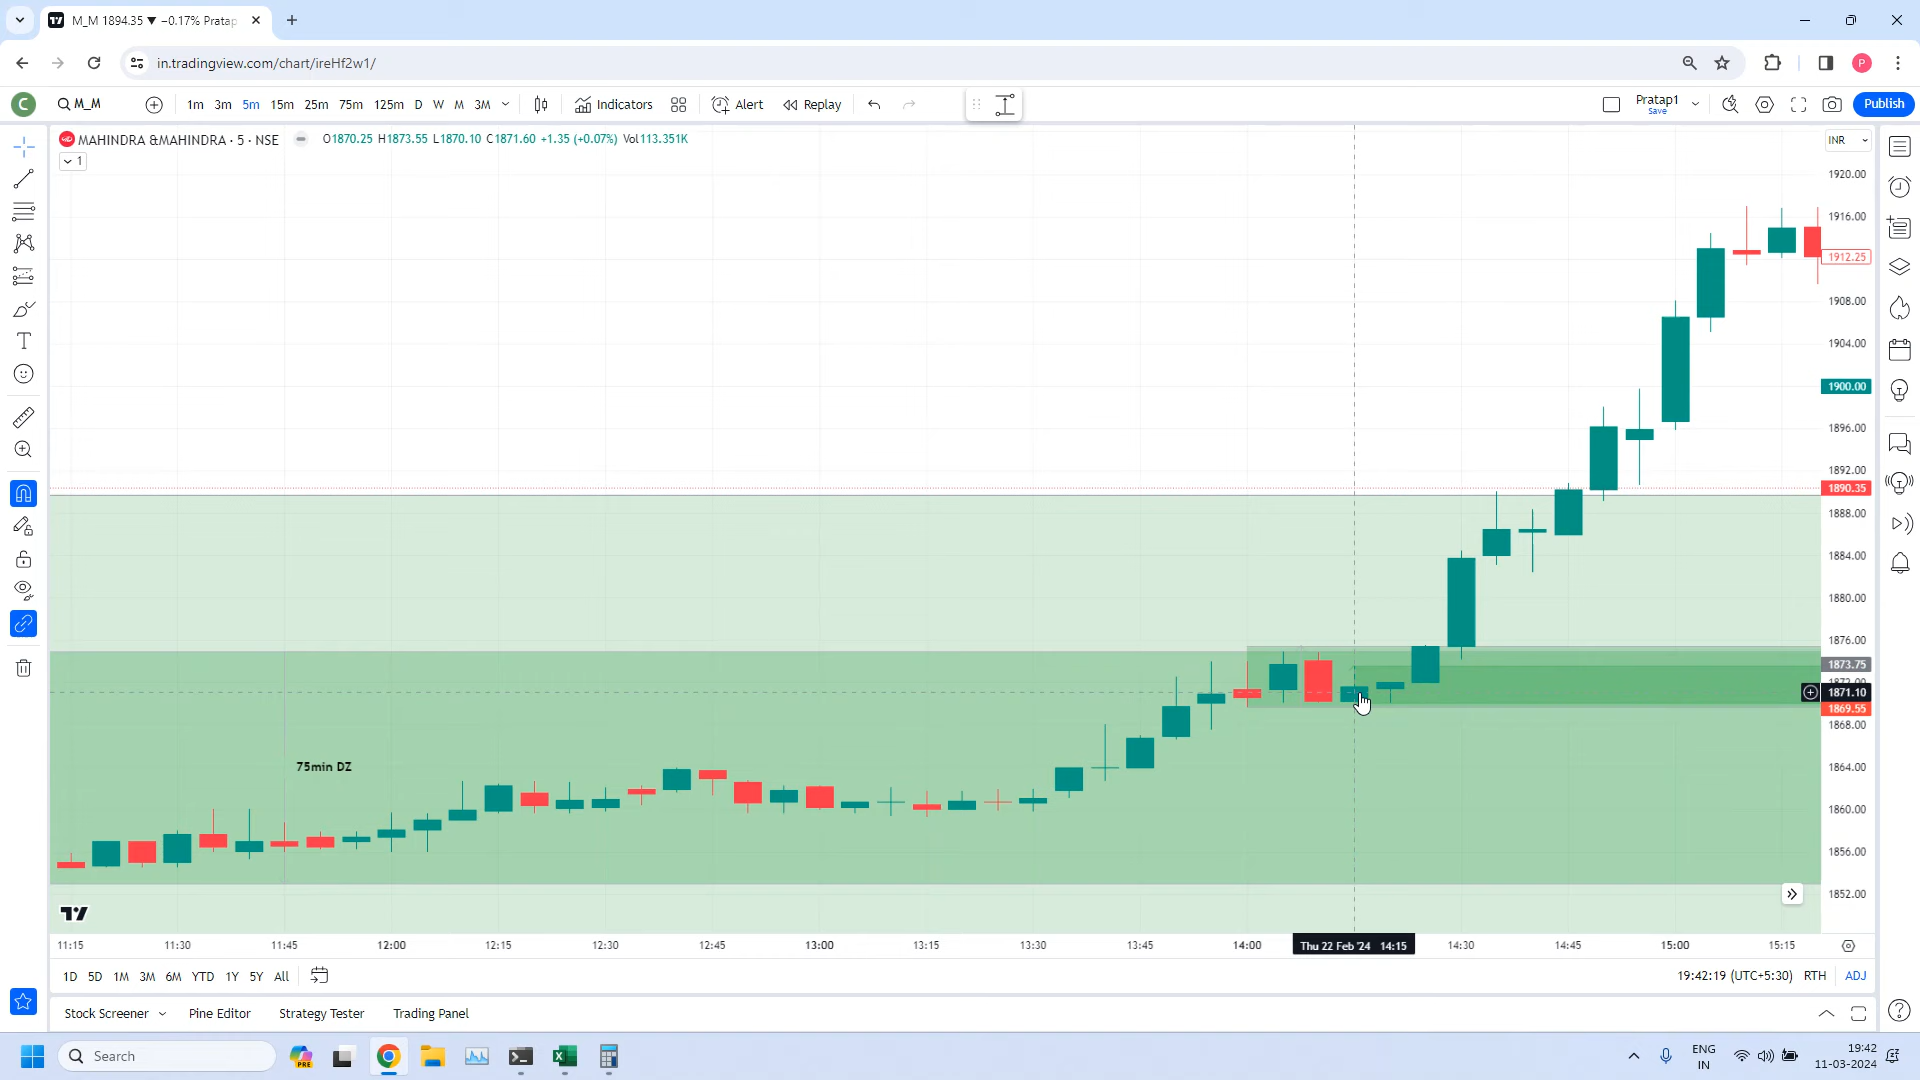 M_M 1894.35 ▼ −0.17% Pratap
in.tradingview.com/chart/ireHf2w1/
P
C
M_M
1m 3m 5m 15m 25m 75m 125m D W M 3M
Indicators
Alert
Replay
Pratap1
Save
Publish
MAHINDRA &MAHINDRA · 5 · NSE
O1870.25 H1873.55 L1870.10 C1871.60 +1.35 (+0.07%) Vol113.351K
1
INR
1920.00
1916.00
1912.25
1908.00
1904.00
1900.00
1896.00
1892.00
1890.35
1888.00
1884.00
1880.00
1876.00
1873.75
1871.10
1869.55
1868.00
1864.00
1860.00
1856.00
1852.00
75min DZ
11:15 11:30 11:45 12:00 12:15 12:30 12:45 13:00 13:15 13:30 13:45 14:00 Thu 22 Feb '24 14:15 14:30 14:45 15:00 15:15
1D 5D 1M 3M 6M YTD 1Y 5Y All
19:42:19 (UTC+5:30) RTH ADJ
Stock Screener Pine Editor Strategy Tester Trading Panel
Search
PRE
ENG
IN
19:42
11-03-2024